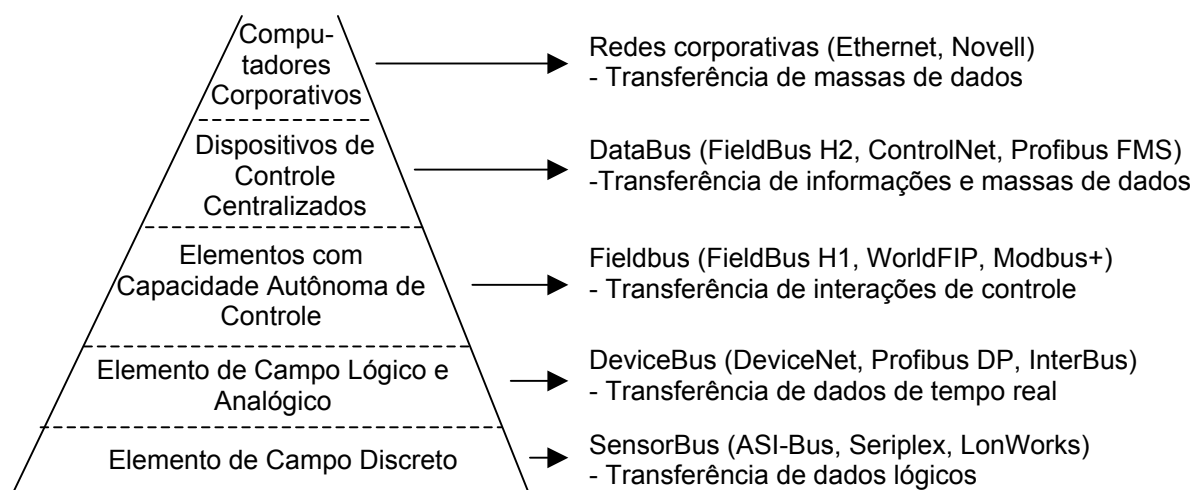 Compu-
tadores
Corporativos
Redes corporativas (Ethernet, Novell)
- Transferência de massas de dados
Dispositivos de
Controle
Centralizados
DataBus (FieldBus H2, ControlNet, Profibus FMS)
-Transferência de informações e massas de dados
Elementos com
Capacidade Autônoma de
Controle
Fieldbus (FieldBus H1, WorldFIP, Modbus+)
- Transferência de interações de controle
Elemento de Campo Lógico e
Analógico
DeviceBus (DeviceNet, Profibus DP, InterBus)
- Transferência de dados de tempo real
Elemento de Campo Discreto
SensorBus (ASI-Bus, Seriplex, LonWorks)
- Transferência de dados lógicos